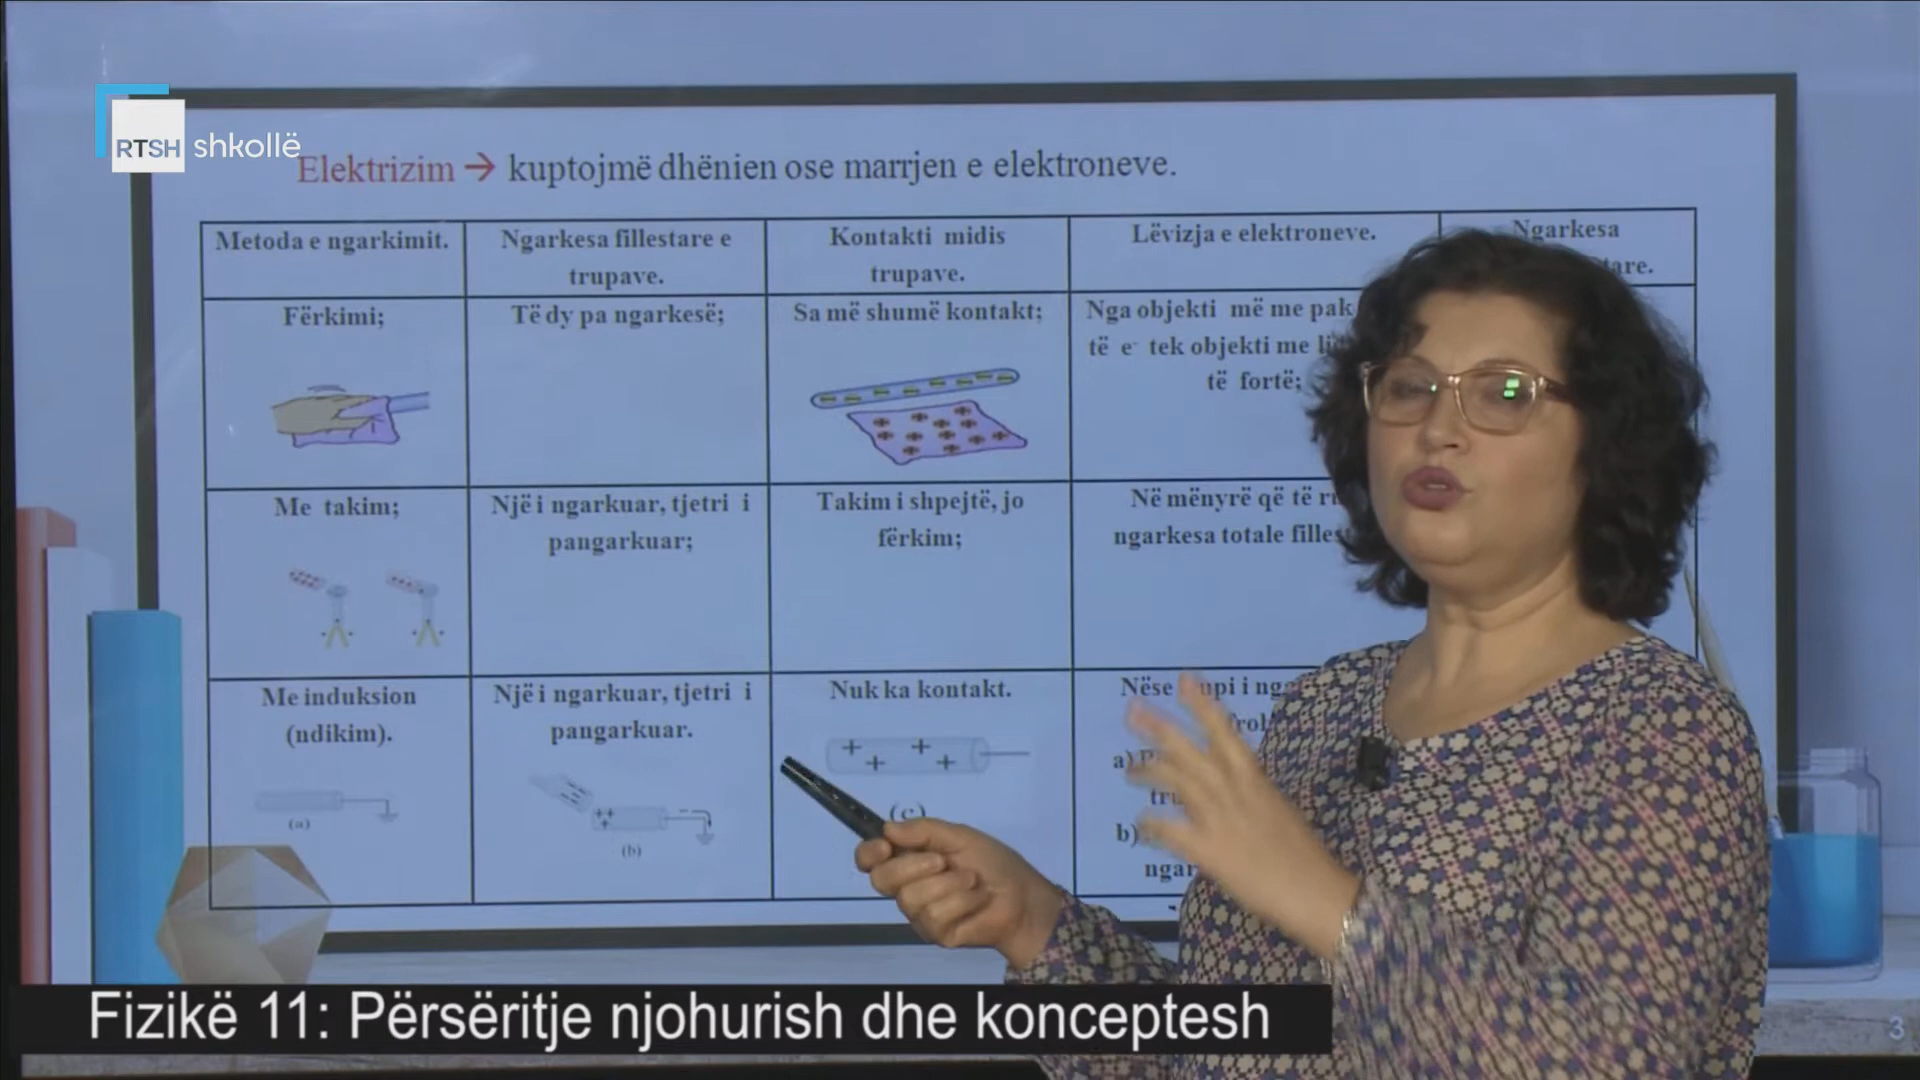 RTSH shkollë
Elektrizim → kuptojmë dhënien ose marrjen e elektroneve.
Metoda e ngarkimit.
Ngarkesa fillestare e
trupave.
Kontakti midis
trupave.
Lëvizja e elektroneve.
Ngarkesa
Fërkimi;
Të dy pa ngarkesë;
Sa më shumë kontakt;
Nga objekti më me pak
të e⁻ tek objekti me
të fortë;
Me takim;
Një i ngarkuar, tjetri i
pangarkuar;
Takim i shpejtë, jo
fërkim;
Në mënyrë që të
ngarkesa totale
Me induksion
(ndikim).
(a)
Një i ngarkuar, tjetri i
pangarkuar.
(b)
Nuk ka kontakt.
(c)
Nëse
a)
b)
Fizikë 11: Përsëritje njohurish dhe konceptesh
3